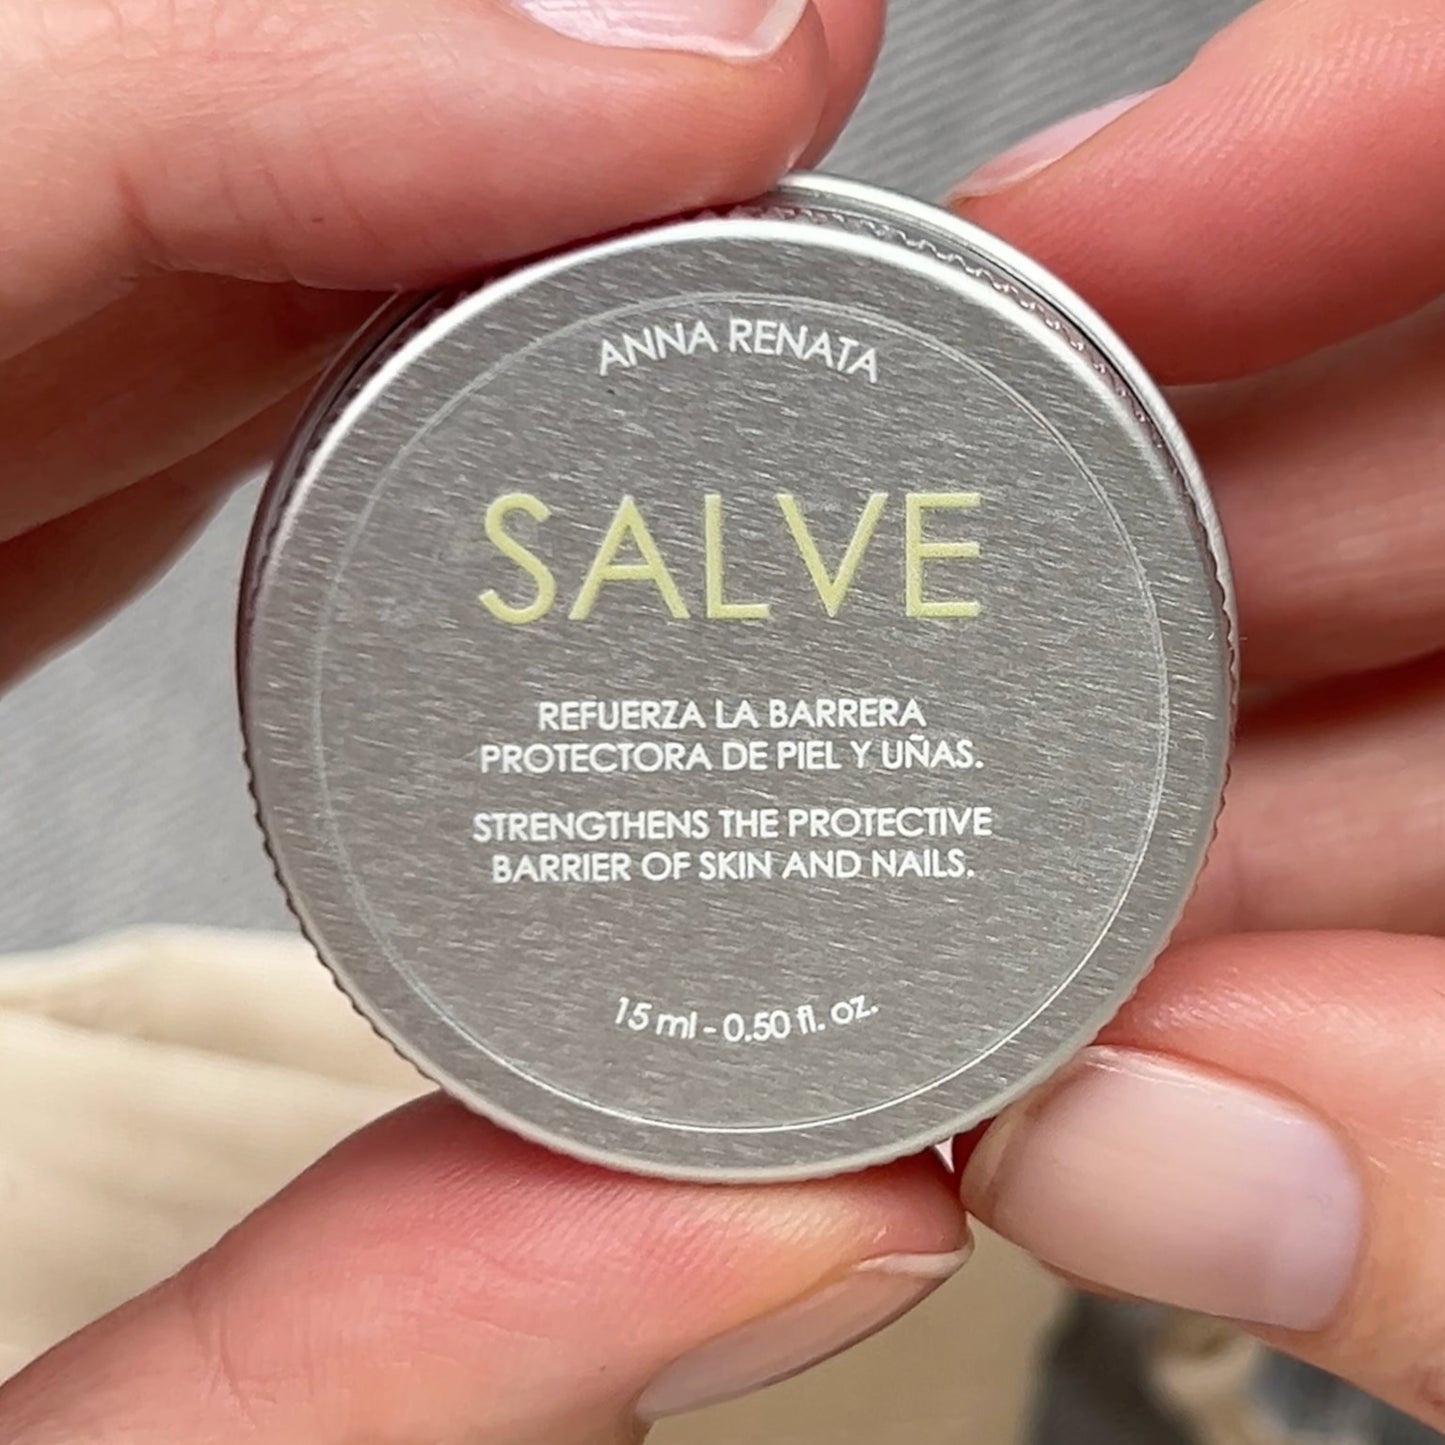 ANNA RENATA
SALVE
REFUERZA LA BARRERA
PROTECTORA DE PIEL Y UÑAS.
STRENGTHENS THE PROTECTIVE
BARRIER OF SKIN AND NAILS.
15 ml - 0.50 fl. oz.